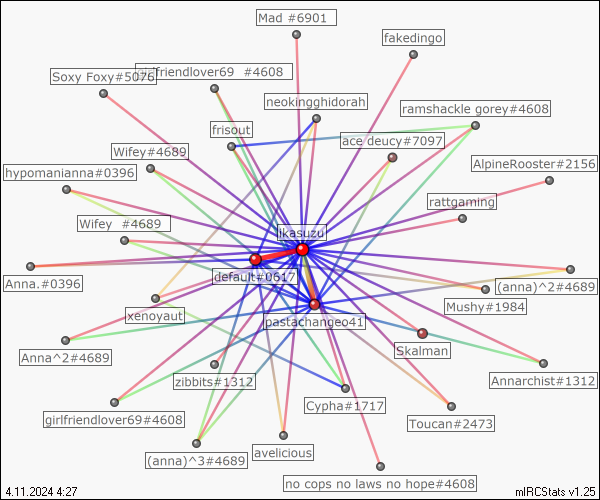 Mad #6901
fakedingo
Soxy Foxy#5076
girlfriendlover69 #4608
neokingghidorah
ramshackle gorey#4608
frisout
ace deucy#7097
Wifey#4689
AlpineRooster#2156
hypomanianna#0396
rattgaming
Wifey #4689
likasuzu
Anna.#0396
default#0617
(anna)^2#4689
Mushy#1984
xenoyaut
pastachangeo41
Skalman
Anna^2#4689
zibbits#1312
Annarchist#1312
Cypha#1717
girlfriendlover69#4608
Toucan#2473
(anna)^3#4689
avelicious
no cops no laws no hope#4608
4.11.2024 4:27
mIRCStats v1.25